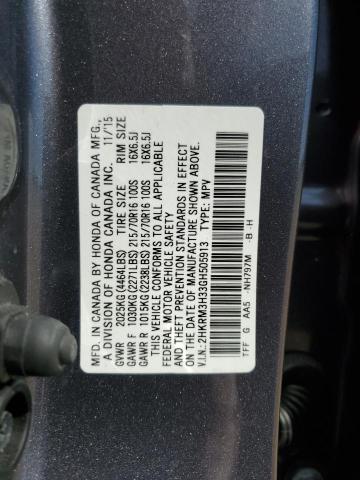 MFD. IN CANADA BY HONDA OF CANADA MFG.,
A DIVISION OF HONDA CANADA INC. 11/15
GVWR 2025KG(4464LBS) TIRE SIZE RIM SIZE
GAWR F 1030KG(2271LBS) 215/70R16 100S 16X6.5J
GAWR R 1015KG(2238LBS) 215/70R16 100S 16X6.5J
THIS VEHICLE CONFORMS TO ALL APPLICABLE
FEDERAL MOTOR VEHICLE SAFETY
AND THEFT PREVENTION STANDARDS IN EFFECT
ON THE DATE OF MANUFACTURE SHOWN ABOVE.
V.I.N.: 2HKRM3H33GH505913 TYPE: MPV
TFF G AA5 -NH797M -B -H